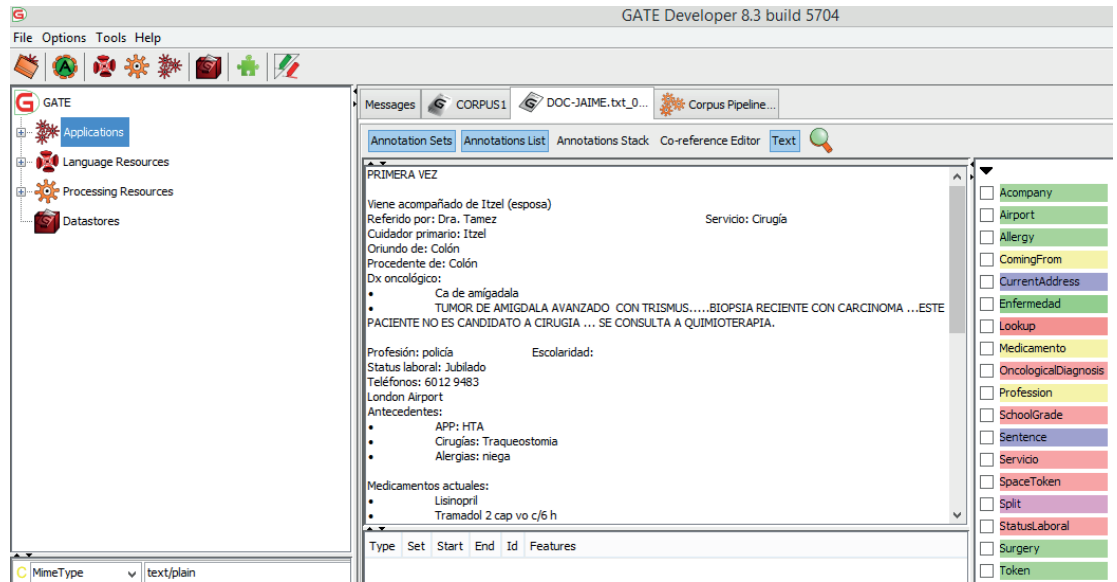 GATE Developer 8.3 build 5704
File Options Tools Help
GATE
Applications
Language Resources
Processing Resources
Datastores
MimeType text/plain
Messages CORPUS1 DOC-JAIME.txt_0... Corpus Pipeline...
Annotation Sets Annotations List Annotations Stack Co-reference Editor Text
PRIMERA VEZ
Viene acompañado de Itzel (esposa)
Referido por: Dra. Tamez Servicio: Cirugía
Cuidador primario: Itzel
Oriundo de: Colón
Procedente de: Colón
Dx oncológico:
• Ca de amígadala
• TUMOR DE AMIGDALA AVANZADO CON TRISMUS.....BIOPSIA RECIENTE CON CARCINOMA ...ESTE
PACIENTE NO ES CANDIDATO A CIRUGIA ... SE CONSULTA A QUIMIOTERAPIA.
Profesión: policía Escolaridad:
Status laboral: Jubilado
Teléfonos: 6012 9483
London Airport
Antecedentes:
• APP: HTA
• Cirugías: Traqueostomia
• Alergias: niega
Medicamentos actuales:
• Lisinopril
• Tramadol 2 cap vo c/6 h
Type Set Start End Id Features
Acompany
Airport
Allergy
ComingFrom
CurrentAddress
Enfermedad
Lookup
Medicamento
OncologicalDiagnosis
Profession
SchoolGrade
Sentence
Servicio
SpaceToken
Split
StatusLaboral
Surgery
Token